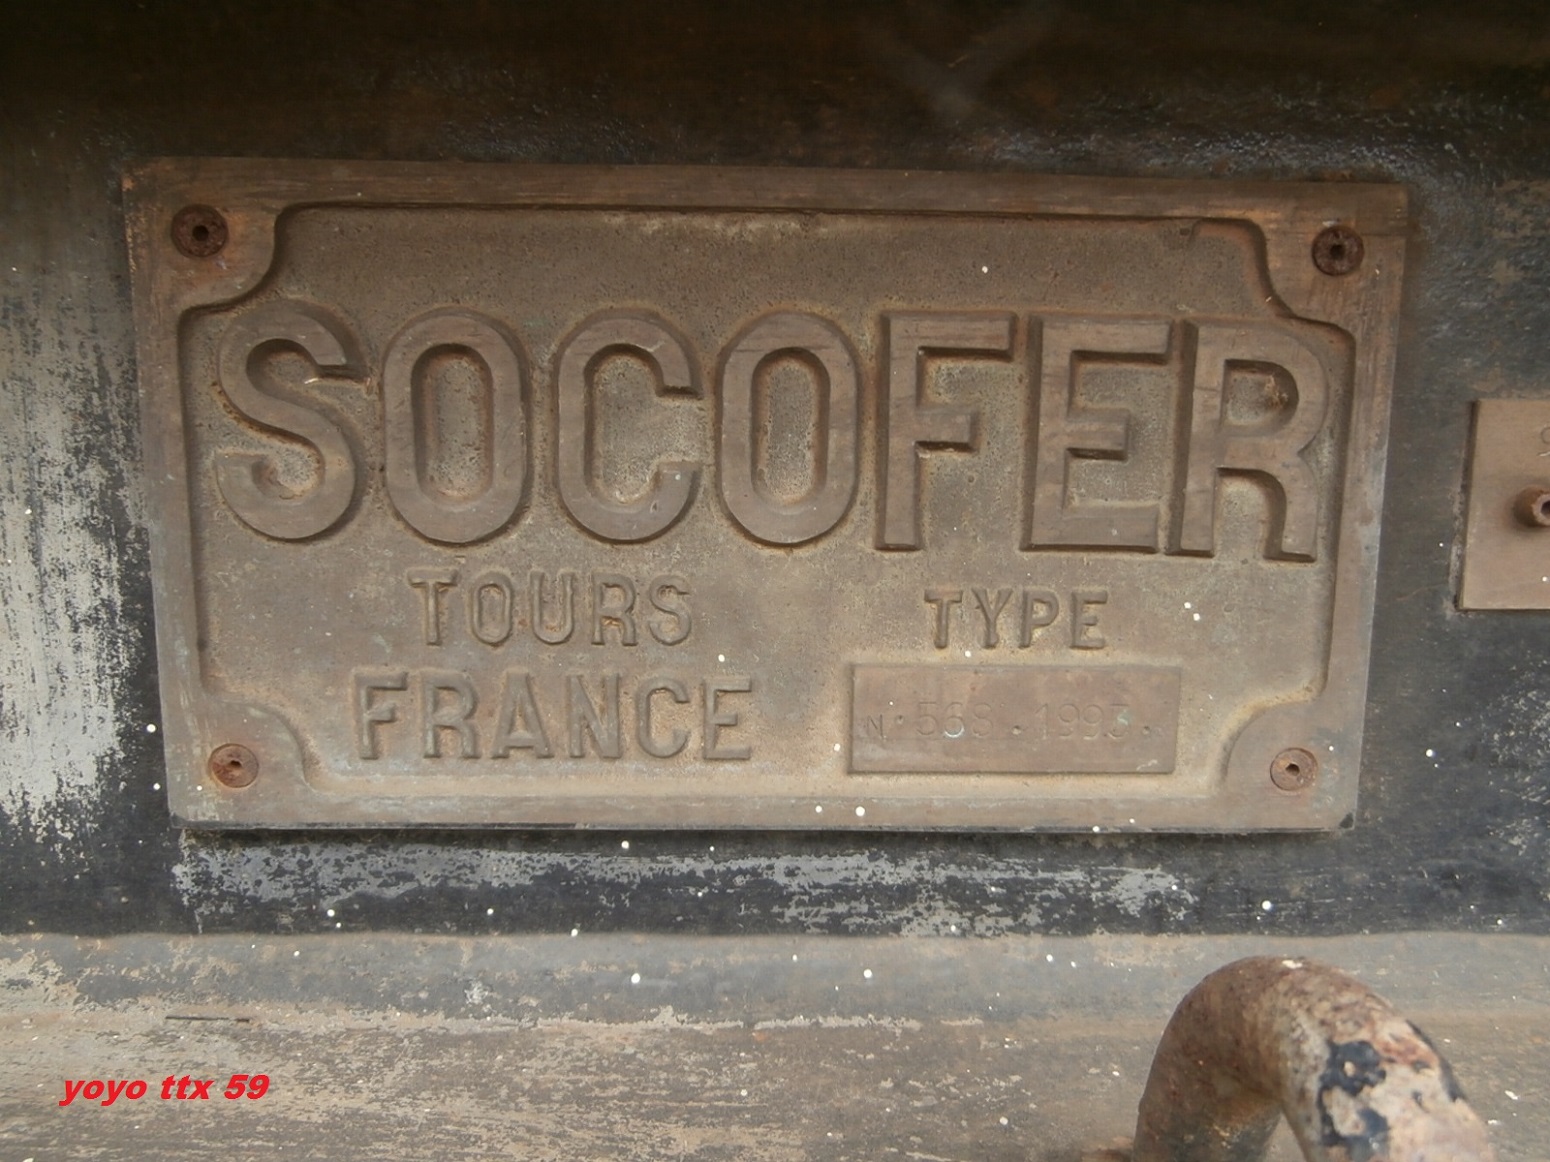 SOCOFER
TOURS TYPE
FRANCE
N° 568. 1993.
yoyo ttx 59